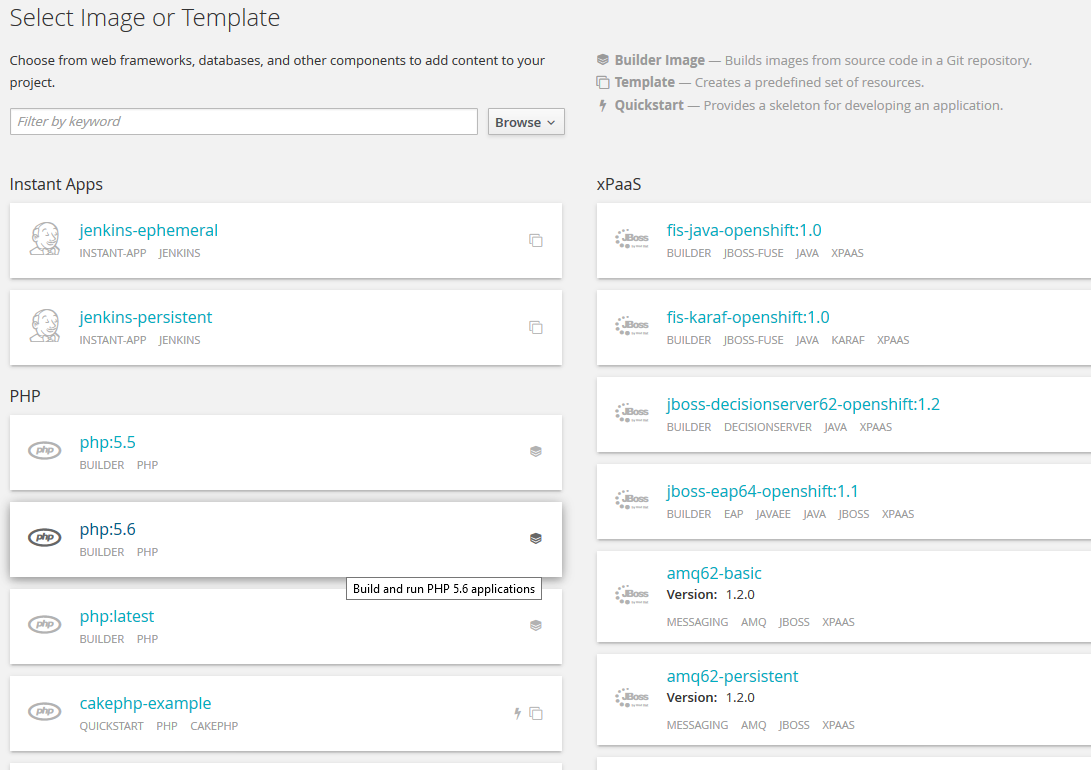 Select Image or Template
Choose from web frameworks, databases, and other components to add content to your
project.
Filter by keyword
Browse
Builder Image — Builds images from source code in a Git repository.
Template — Creates a predefined set of resources.
Quickstart — Provides a skeleton for developing an application.
Instant Apps
jenkins-ephemeral
INSTANT-APP JENKINS
jenkins-persistent
INSTANT-APP JENKINS
PHP
php
php:5.5
BUILDER PHP
php
php:5.6
BUILDER PHP
Build and run PHP 5.6 applications
php
php:latest
BUILDER PHP
php
cakephp-example
QUICKSTART PHP CAKEPHP
xPaaS
JBoss
fis-java-openshift:1.0
BUILDER JBOSS-FUSE JAVA XPAAS
JBoss
fis-karaf-openshift:1.0
BUILDER JBOSS-FUSE JAVA KARAF XPAAS
JBoss
jboss-decisionserver62-openshift:1.2
BUILDER DECISIONSERVER JAVA XPAAS
JBoss
jboss-eap64-openshift:1.1
BUILDER EAP JAVAEE JAVA JBOSS XPAAS
JBoss
amq62-basic
Version: 1.2.0
MESSAGING AMQ JBOSS XPAAS
JBoss
amq62-persistent
Version: 1.2.0
MESSAGING AMQ JBOSS XPAAS